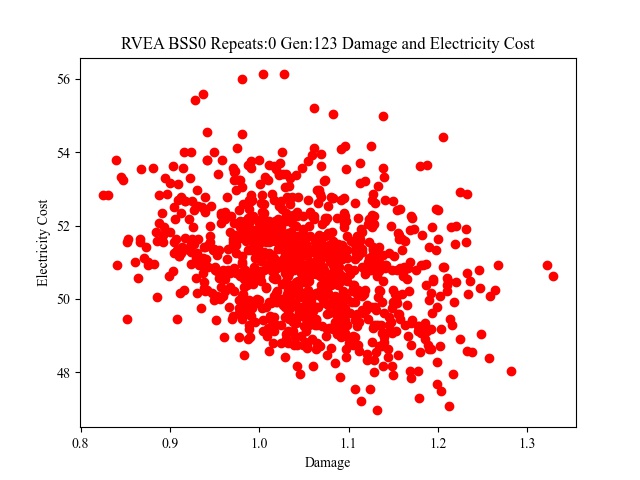 RVEA BSS0 Repeats:0 Gen:123 Damage and Electricity Cost
56
54
52
50
48
Electricity Cost
0.8 0.9 1.0 1.1 1.2 1.3
Damage